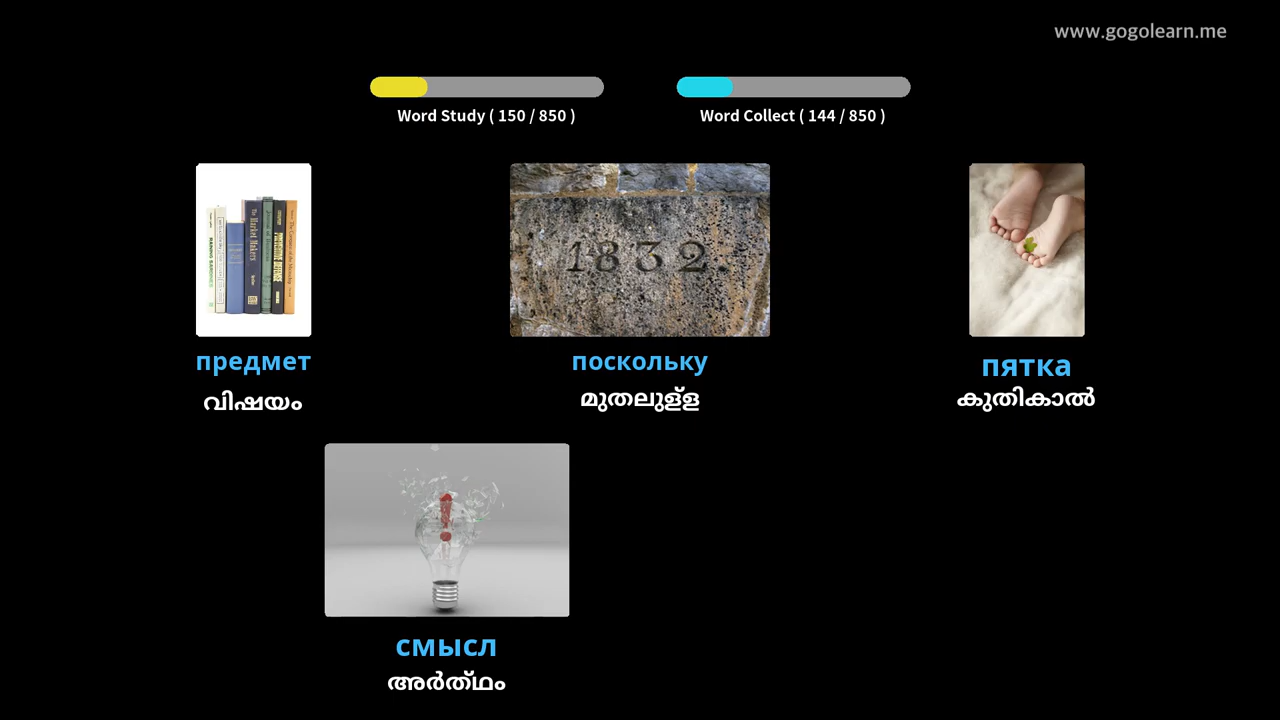 www.gogolearn.me
Word Study ( 150 / 850 )
Word Collect ( 144 / 850 )
1832.
предмет
поскольку
пятка
വിഷയം
മുതലുള്ള
കുതികാൽ
смысл
അർത്ഥം